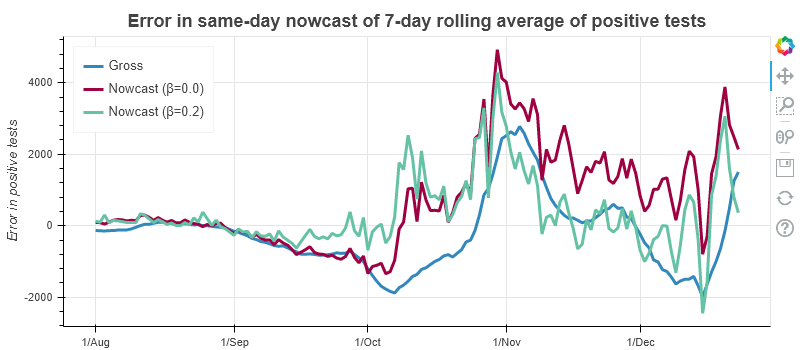 Error in same-day nowcast of 7-day rolling average of positive tests
Gross
Nowcast (β=0.0)
Nowcast (β=0.2)
Error in positive tests
4000
2000
0
-2000
1/Aug
1/Sep
1/Oct
1/Nov
1/Dec